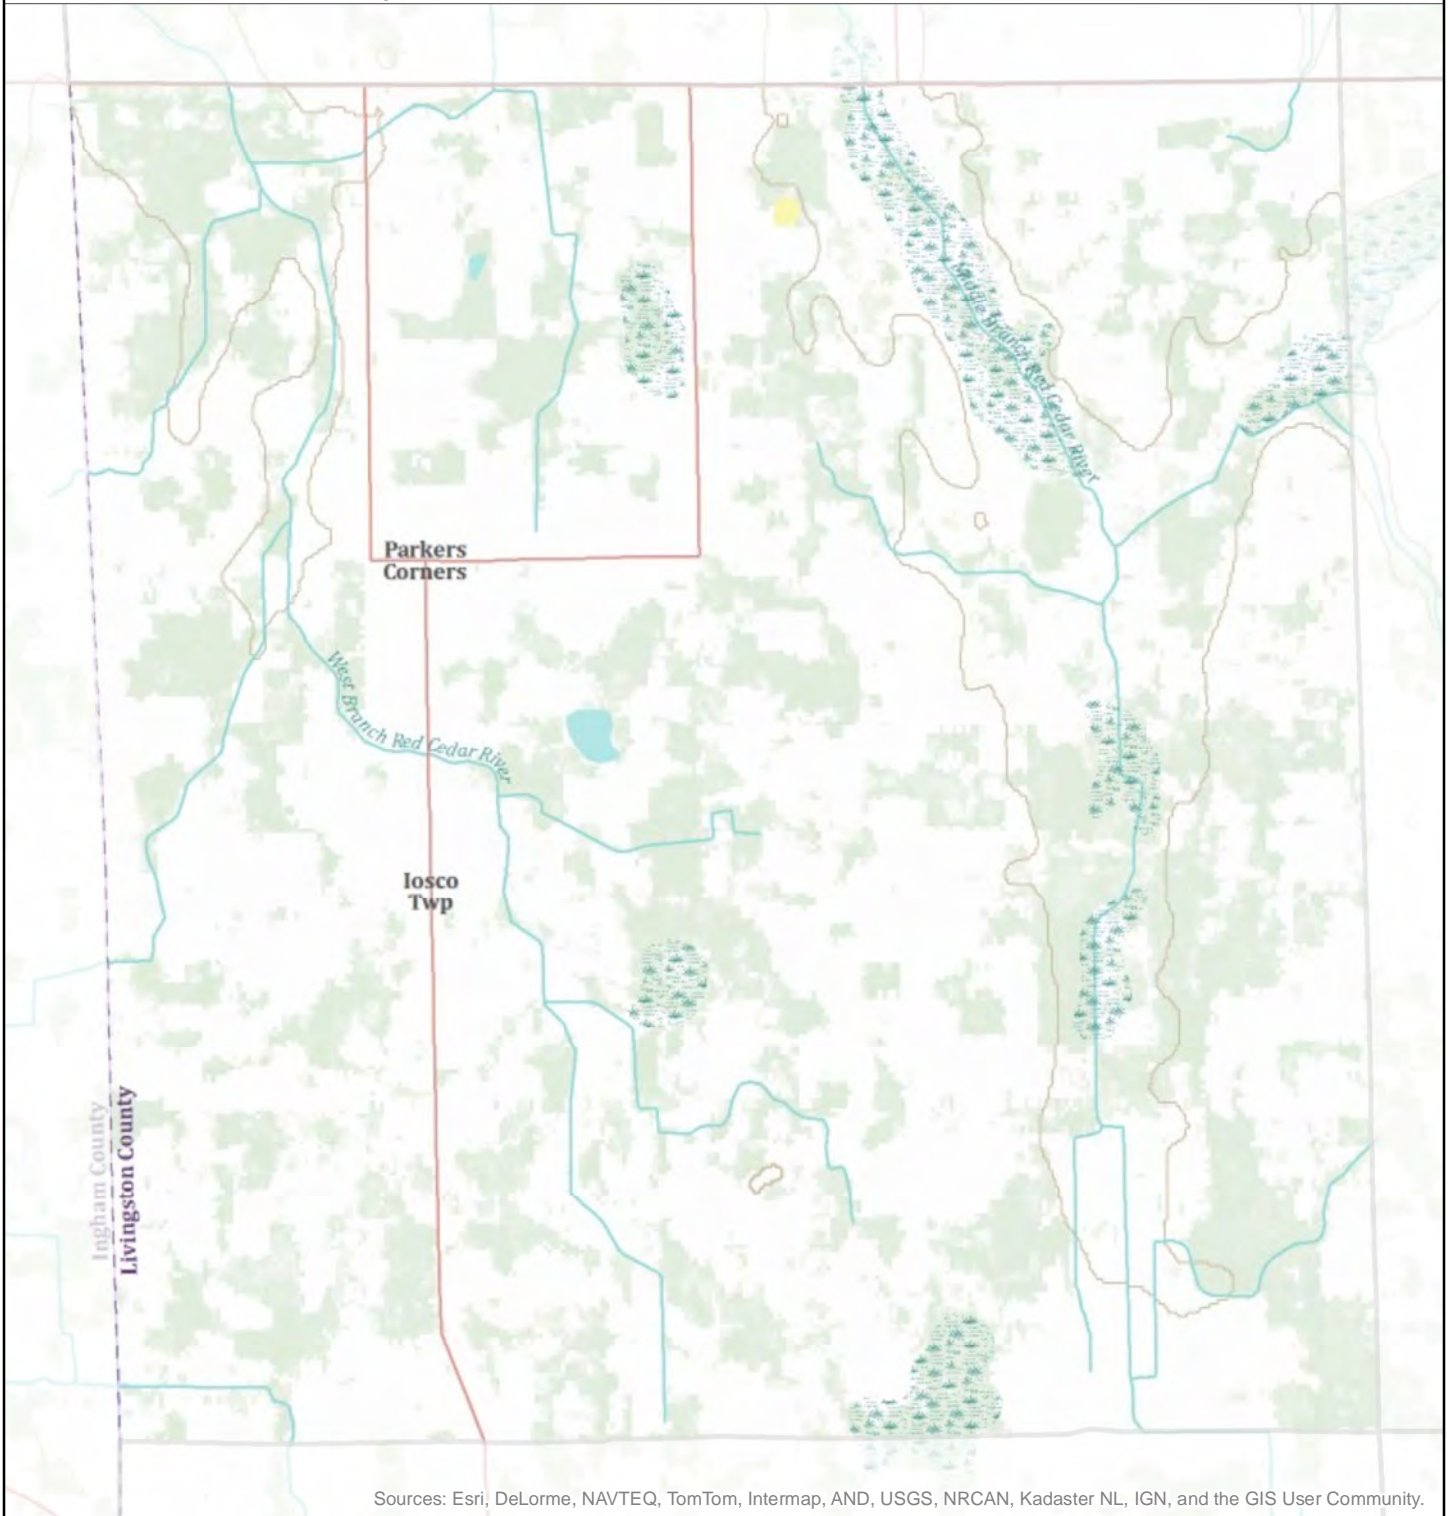 Middle Branch Red Cedar River
Parkers
Corners
West Branch Red Cedar River
Iosco
Twp
Ingham County
Livingston County
Sources: Esri, DeLorme, NAVTEQ, TomTom, Intermap, AND, USGS, NRCAN, Kadaster NL, IGN, and the GIS User Community.